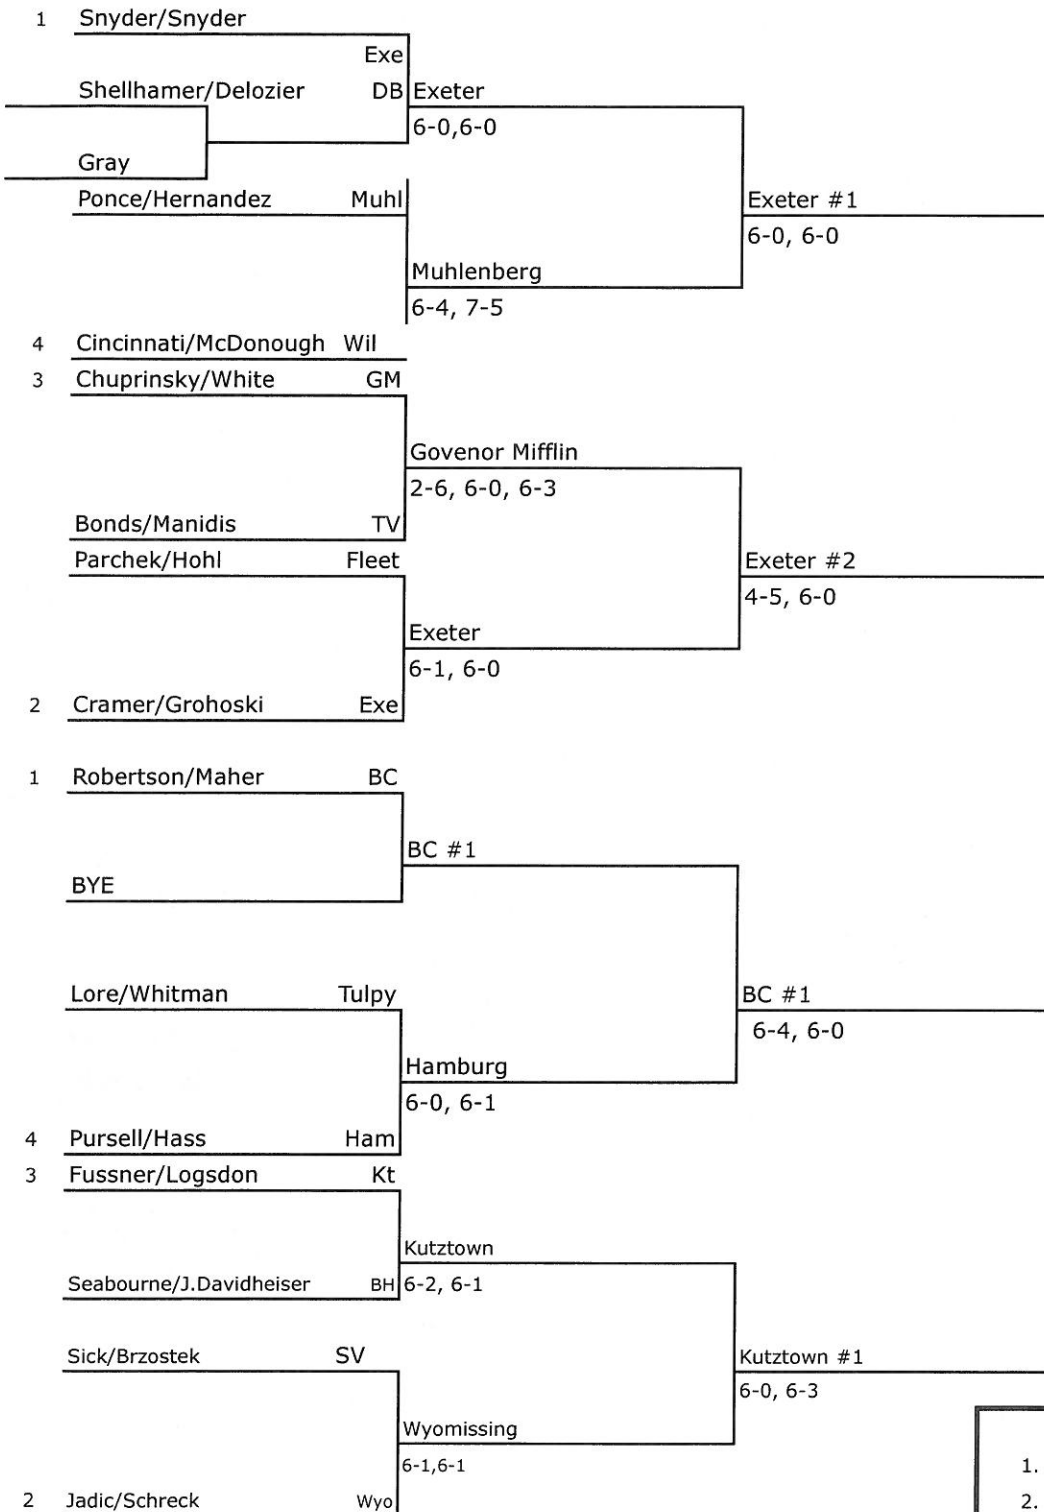 1 Snyder/Snyder
Exe
Shellhamer/Delozier DB Exeter
6-0,6-0
Gray
Ponce/Hernandez Muhl Exeter #1
6-0, 6-0
Muhlenberg
6-4, 7-5
4 Cincinnati/McDonough Wil
3 Chuprinsky/White GM
Govenor Mifflin
2-6, 6-0, 6-3
Bonds/Manidis TV
Parchek/Hohl Fleet Exeter #2
4-5, 6-0
Exeter
6-1, 6-0
2 Cramer/Grohoski Exe
1 Robertson/Maher BC
BC #1
BYE
Lore/Whitman Tulpy BC #1
6-4, 6-0
Hamburg
6-0, 6-1
4 Pursell/Hass Ham
3 Fussner/Logsdon Kt
Kutztown
Seabourne/J.Davidheiser BH 6-2, 6-1
Sick/Brzostek SV Kutztown #1
6-0, 6-3
Wyomissing
6-1,6-1
1.
2 Jadic/Schreck Wyo 2.